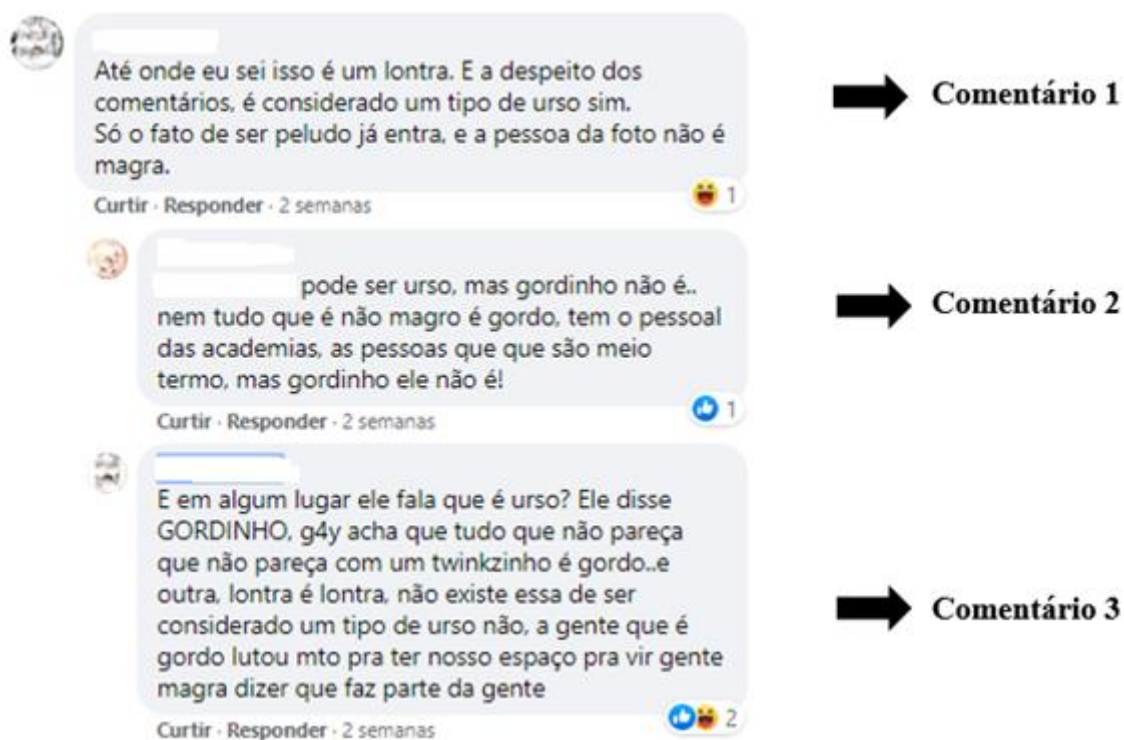 Até onde eu sei isso é um lontra. E a despeito dos
comentários, é considerado um tipo de urso sim.
Só o fato de ser peludo já entra, e a pessoa da foto não é
magra.
Curtir · Responder · 2 semanas
1
Comentário 1
pode ser urso, mas gordinho não é..
nem tudo que é não magro é gordo, tem o pessoal
das academias, as pessoas que que são meio
termo, mas gordinho ele não é!
Curtir · Responder · 2 semanas
1
Comentário 2
E em algum lugar ele fala que é urso? Ele disse
GORDINHO, g4y acha que tudo que não pareça
que não pareça com um twinkzinho é gordo..e
outra, lontra é lontra, não existe essa de ser
considerado um tipo de urso não, a gente que é
gordo lutou mto pra ter nosso espaço pra vir gente
magra dizer que faz parte da gente
Curtir · Responder · 2 semanas
2
Comentário 3